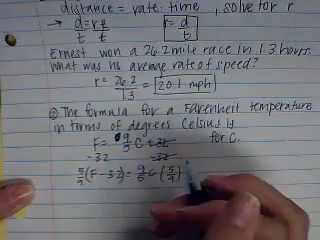 distance = rate · time, solve for r
→ d = r t r = d/t
t t
Ernest won a 26.2 mile race in 1.3 hours.
What was his average rate of speed?
r = 26.2/1.3 = 20.1 mph
② The formula for a Farenheit temperature
in terms of degrees Celsius is
F = 9/5 C + 32 for C.
-32 -32
5/9 (F - 32) = 9/5 C (5/9)